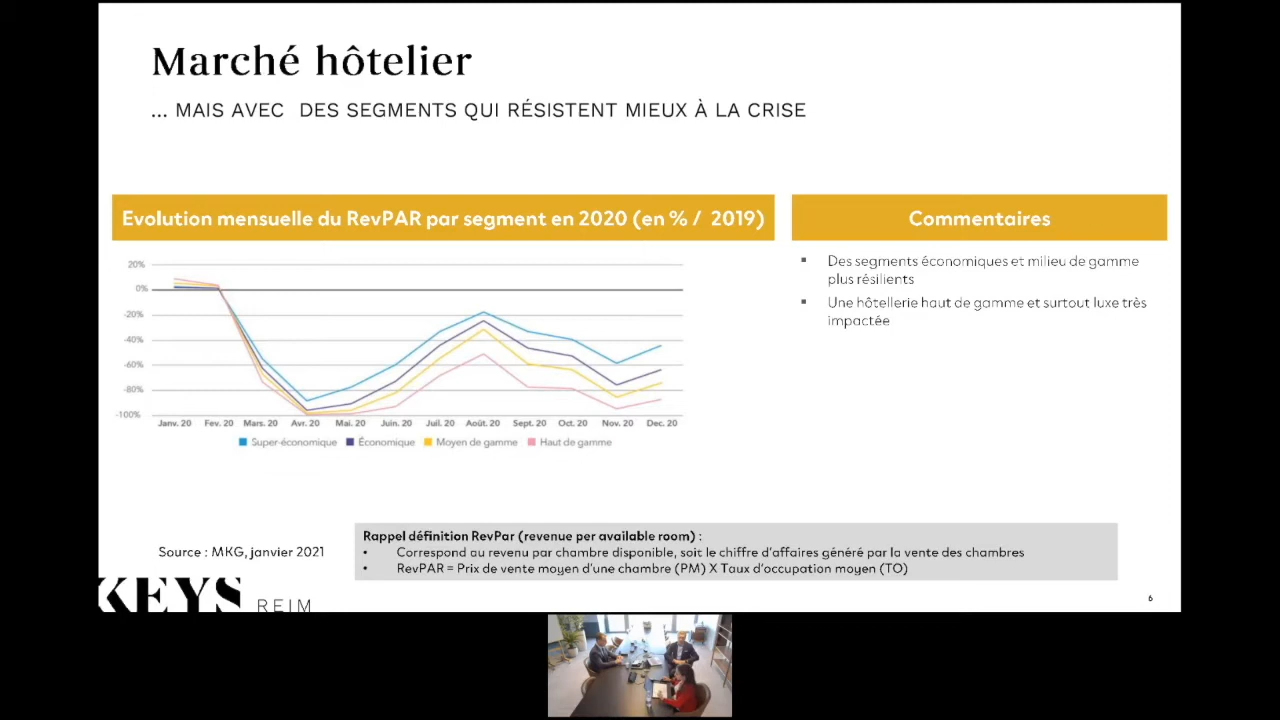 Marché hôtelier
... MAIS AVEC DES SEGMENTS QUI RÉSISTENT MIEUX À LA CRISE
Evolution mensuelle du RevPAR par segment en 2020 (en % / 2019)
Commentaires
20%
0%
-20%
-40%
-60%
-80%
-100%
Janv. 20 Fev. 20 Mars. 20 Avr. 20 Mai. 20 Juin. 20 Juil. 20 Août. 20 Sept. 20 Oct. 20 Nov. 20 Dec. 20
Super-économique Économique Moyen de gamme Haut de gamme
▪ Des segments économiques et milieu de gamme
plus résilients
▪ Une hôtellerie haut de gamme et surtout luxe très
impactée
Source : MKG, janvier 2021
Rappel définition RevPar (revenue per available room) :
• Correspond au revenu par chambre disponible, soit le chiffre d'affaires généré par la vente des chambres
• RevPAR = Prix de vente moyen d'une chambre (PM) X Taux d'occupation moyen (TO)
KEYS REIM
6